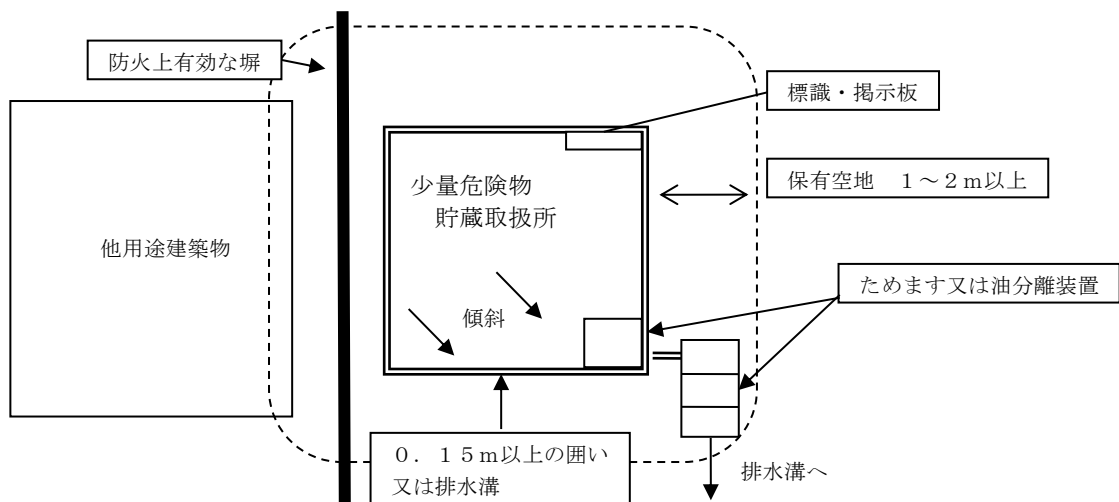 防火上有効な塀
標識・掲示板
少量危険物
貯蔵取扱所
保有空地　１～２ｍ以上
他用途建築物
ためます又は油分離装置
傾斜
０．１５ｍ以上の囲い
又は排水溝
排水溝へ